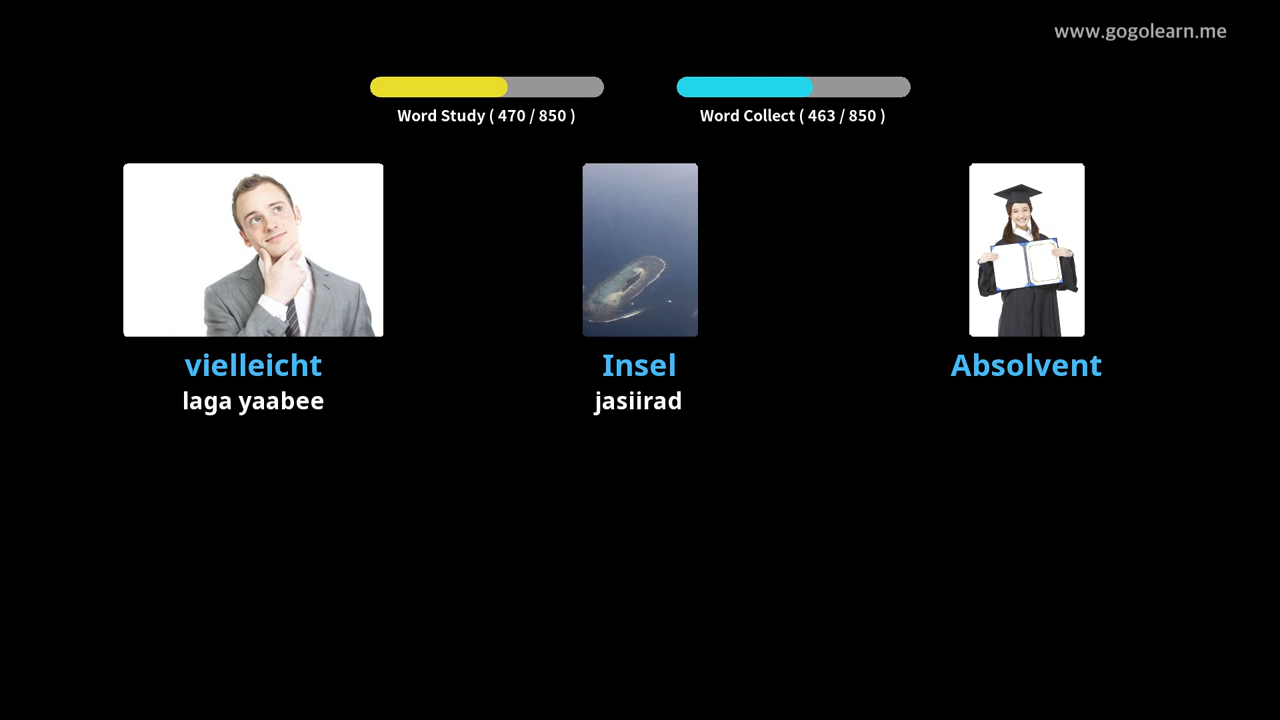 www.gogolearn.me
Word Study ( 470 / 850 )
Word Collect ( 463 / 850 )
vielleicht
laga yaabee
Insel
jasiirad
Absolvent